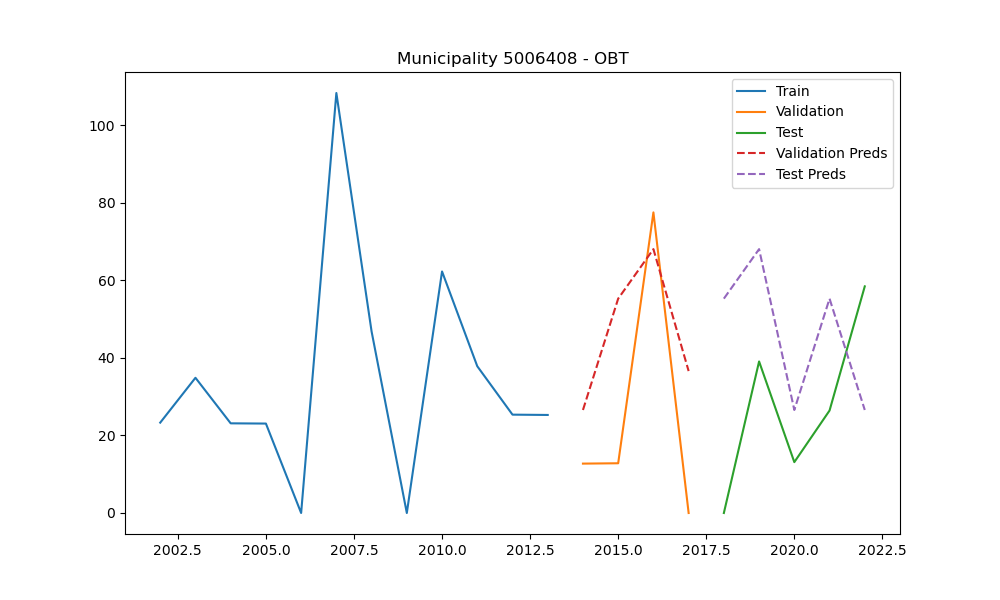 Municipality 5006408 - OBT
Train
Validation
Test
Validation Preds
Test Preds
100
80
60
40
20
0
2002.5 2005.0 2007.5 2010.0 2012.5 2015.0 2017.5 2020.0 2022.5